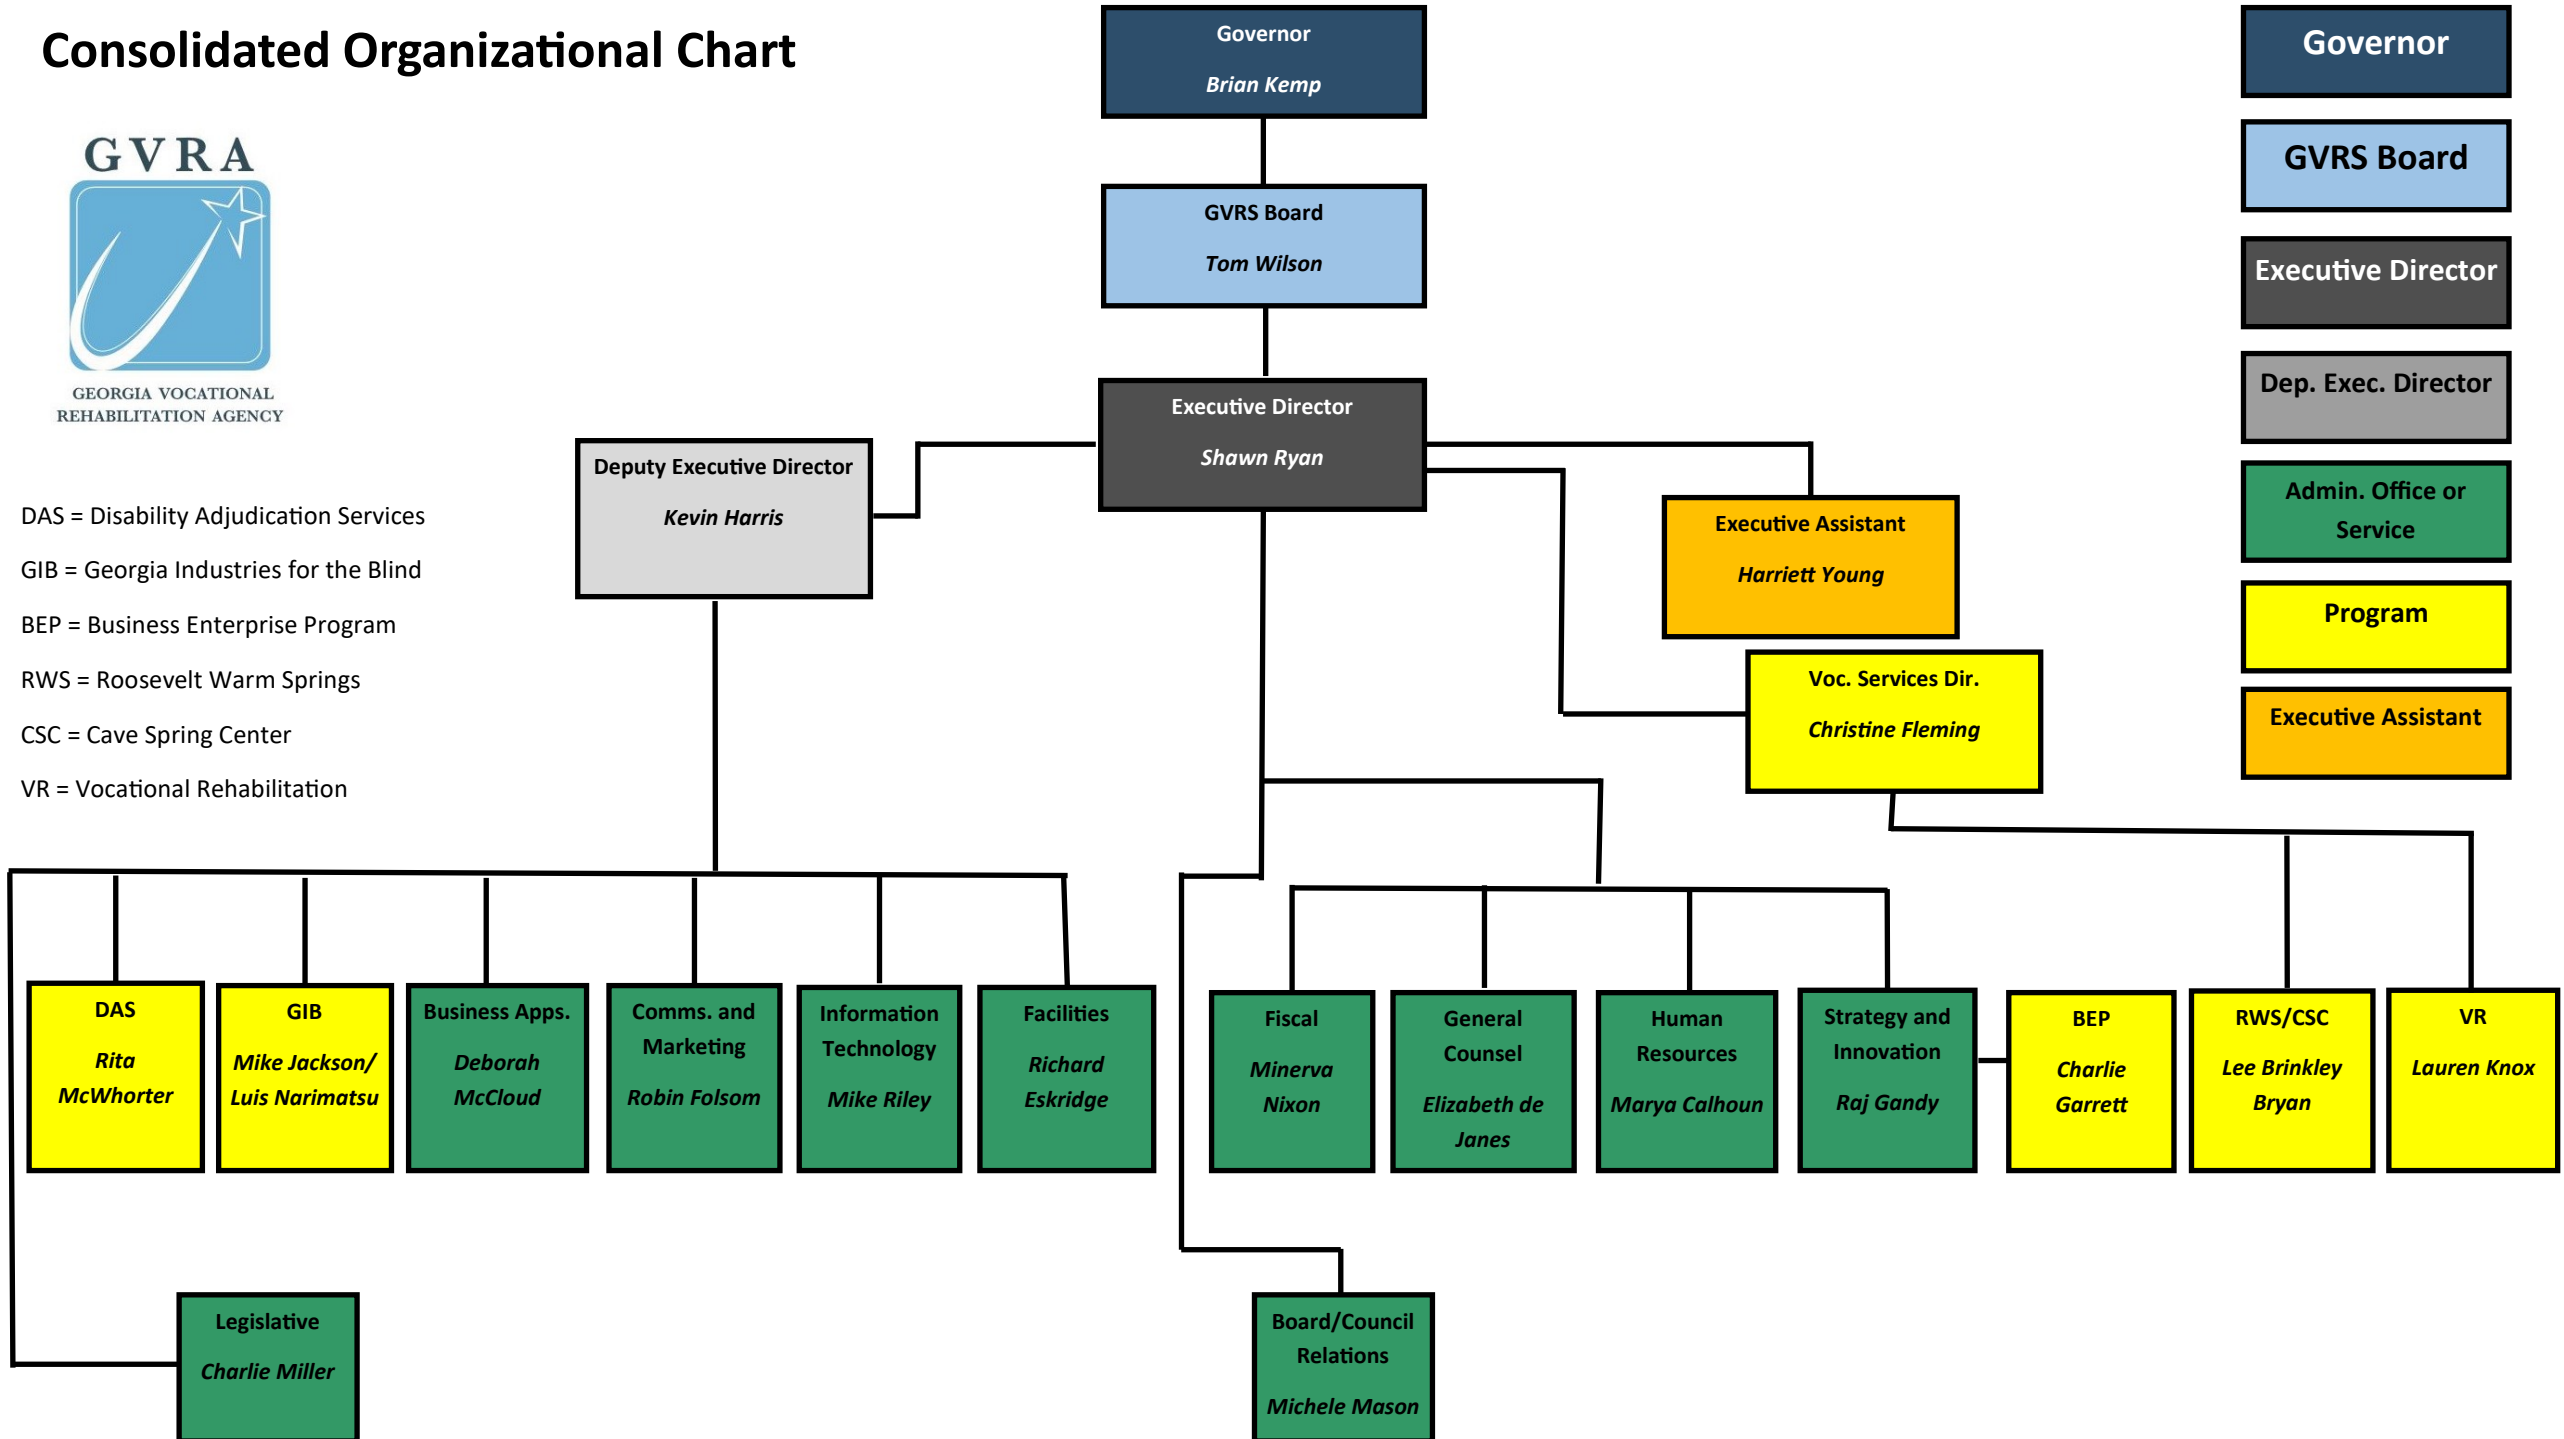 Consolidated Organizational Chart
GVRA
GEORGIA VOCATIONAL
REHABILITATION AGENCY
DAS = Disability Adjudication Services
GIB = Georgia Industries for the Blind
BEP = Business Enterprise Program
RWS = Roosevelt Warm Springs
CSC = Cave Spring Center
VR = Vocational Rehabilitation
Governor
Brian Kemp
GVRS Board
Tom Wilson
Executive Director
Shawn Ryan
Deputy Executive Director
Kevin Harris
Executive Assistant
Harriett Young
Voc. Services Dir.
Christine Fleming
Governor
GVRS Board
Executive Director
Dep. Exec. Director
Admin. Office or
Service
Program
Executive Assistant
DAS
Rita
McWhorter
GIB
Mike Jackson/
Luis Narimatsu
Business Apps.
Deborah
McCloud
Comms. and
Marketing
Robin Folsom
Information
Technology
Mike Riley
Facilities
Richard
Eskridge
Fiscal
Minerva
Nixon
General
Counsel
Elizabeth de
Janes
Human
Resources
Marya Calhoun
Strategy and
Innovation
Raj Gandy
BEP
Charlie
Garrett
RWS/CSC
Lee Brinkley
Bryan
VR
Lauren Knox
Legislative
Charlie Miller
Board/Council
Relations
Michele Mason